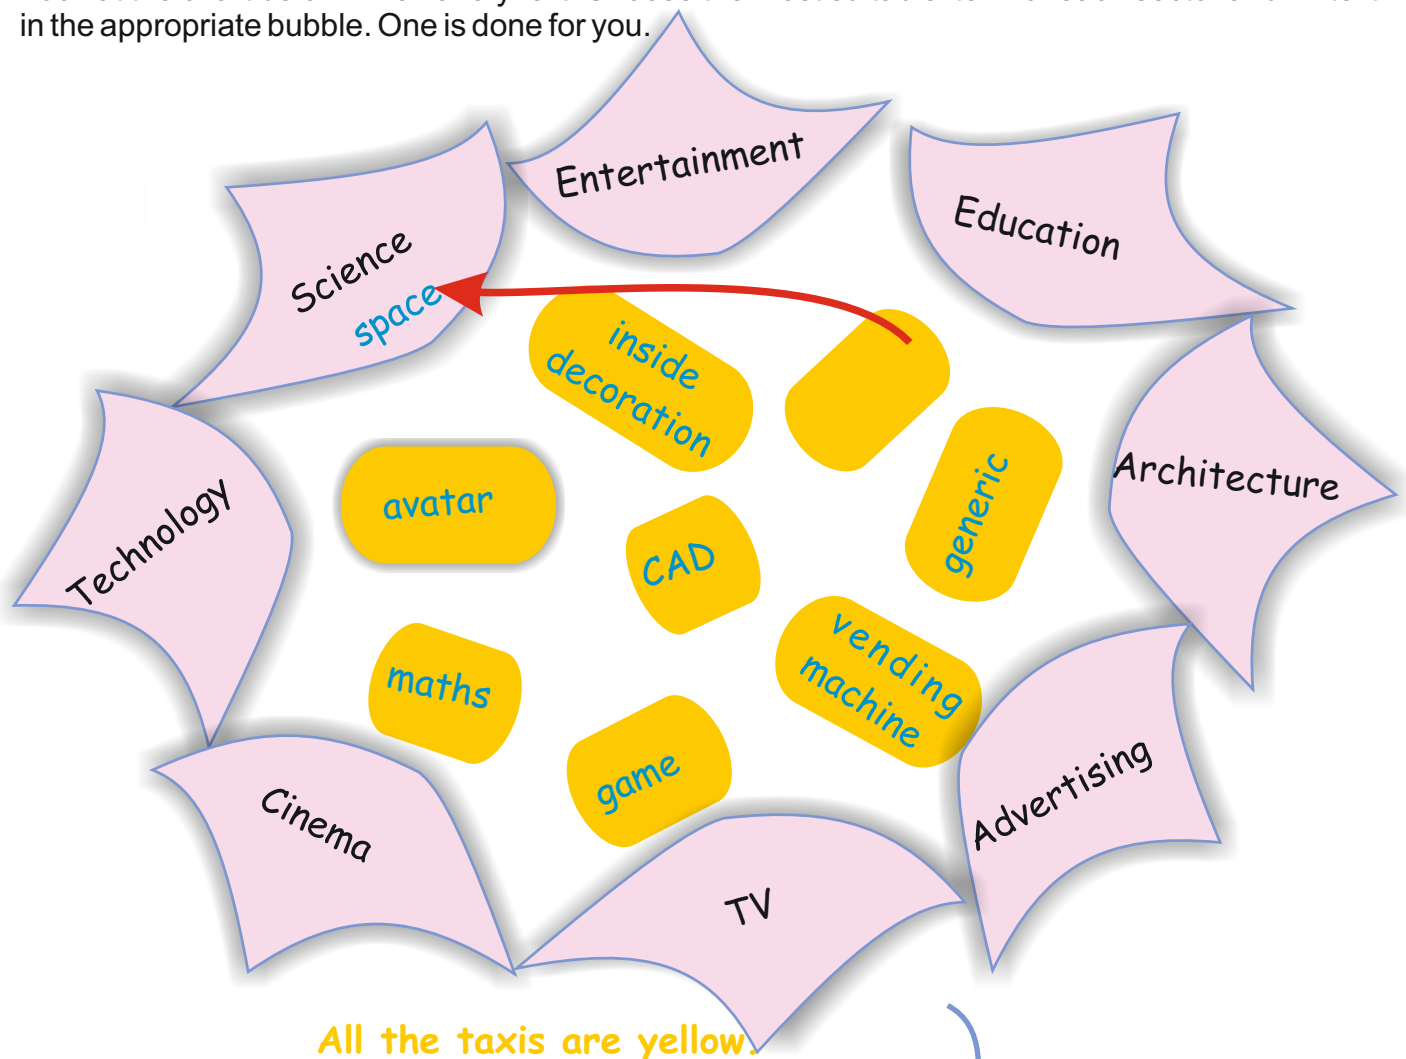 in the appropriate bubble. One is done for you.
Entertainment
Education
Science
space
inside
decoration
Architecture
generic
avatar
Technology
CAD
vending
machine
maths
game
Advertising
Cinema
TV
All the taxis are yellow.